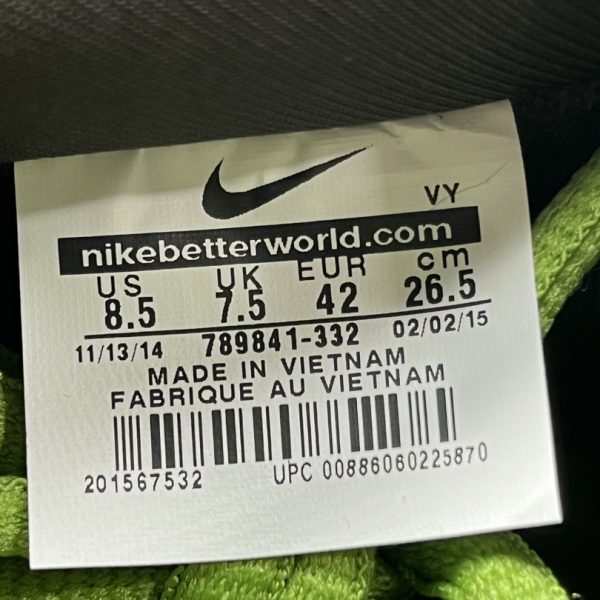 VY
nikebetterworld.com
US UK EUR cm
8.5 7.5 42 26.5
11/13/14 789841-332 02/02/15
MADE IN VIETNAM
FABRIQUE AU VIETNAM
201567532 UPC 00886060225870